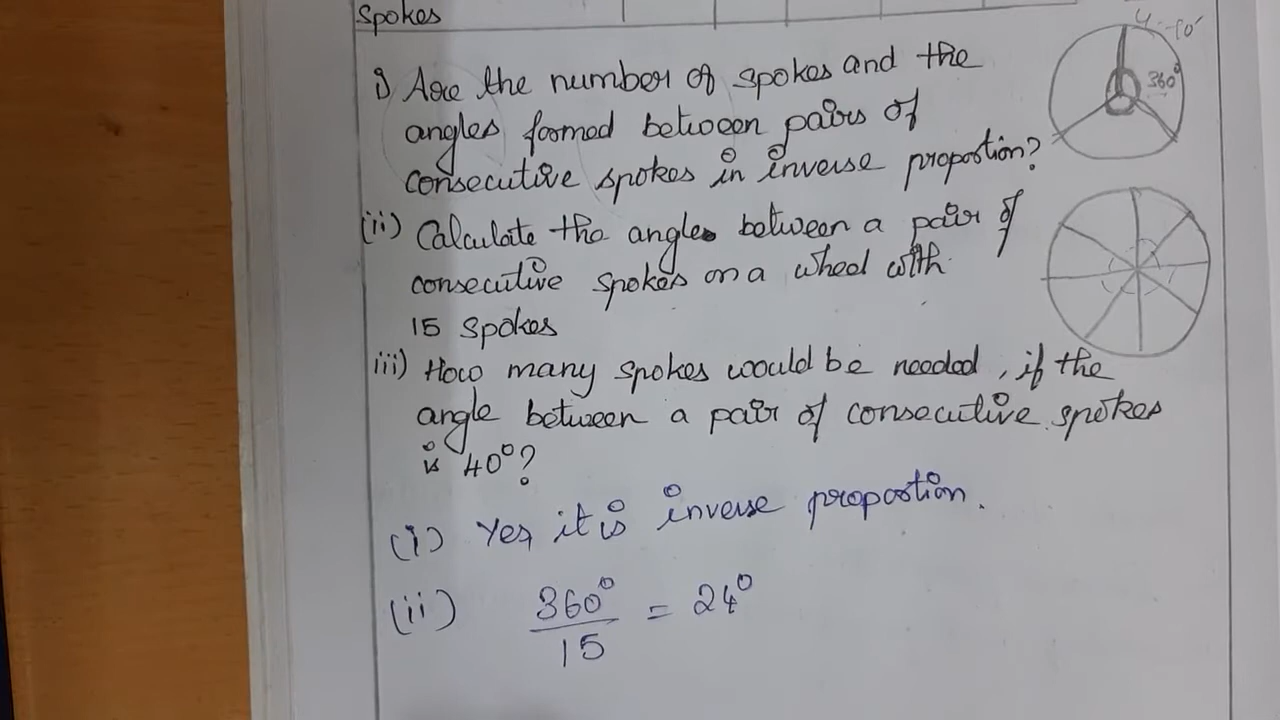 Spokes
4 - 90°
360°
i) Are the number of spokes and the
angles formed between pairs of
consecutive spokes in inverse proportion?
(ii) Calculate the angle between a pair of
consecutive spokes on a wheel with
15 spokes
iii) How many spokes would be needed, if the
angle between a pair of consecutive spokes
is 40°?
(i) Yes it is inverse proportion.
(ii) 360° / 15 = 24°